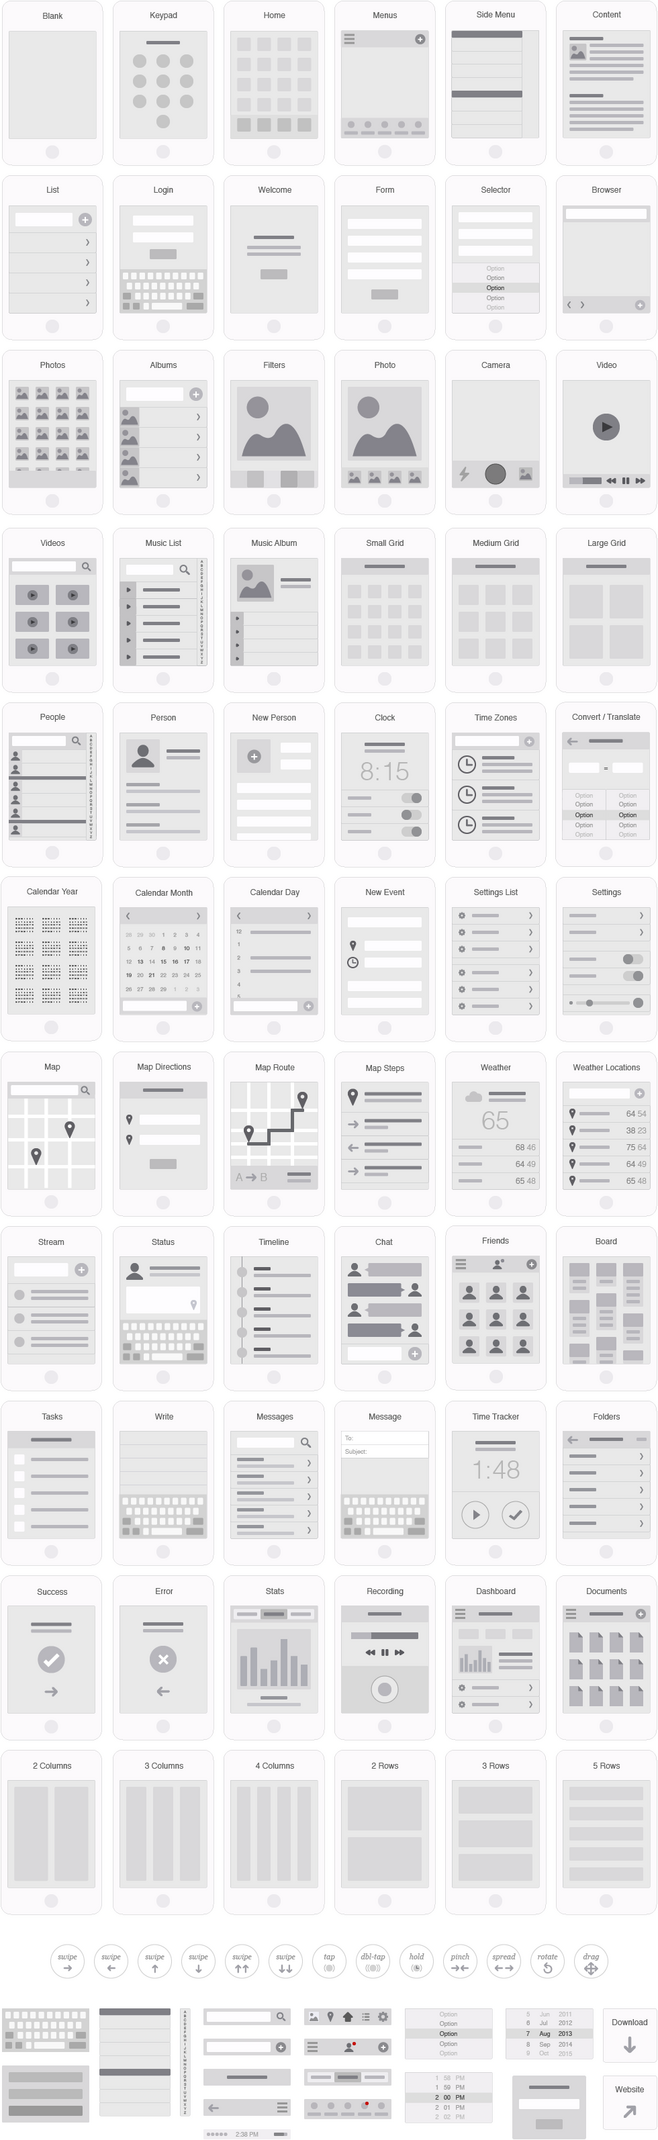 Blank Keypad Home Menus Side Menu Content
List Login Welcome Form Selector Browser
Option
Option
Option
Option
Option
Photos Albums Filters Photo Camera Video
Videos Music List Music Album Small Grid Medium Grid Large Grid
People Person New Person Clock Time Zones Convert / Translate
8:15
=
Option Option
Option Option
Option Option
Option Option
Option Option
Calendar Year Calendar Month Calendar Day New Event Settings List Settings
28 29 30 1 2 3 4
5 6 7 8 9 10 11
12 13 14 15 16 17 18
19 20 21 22 23 24 25
26 27 28 29 1 2 3
12
1
2
3
4
5
Map Map Directions Map Route Map Steps Weather Weather Locations
65
68 46
64 49
65 48
64 54
38 23
75 64
64 49
65 48
A B
Stream Status Timeline Chat Friends Board
Tasks Write Messages Message Time Tracker Folders
To:
Subject:
1:48
Success Error Stats Recording Dashboard Documents
2 Columns 3 Columns 4 Columns 2 Rows 3 Rows 5 Rows
swipe swipe swipe swipe swipe swipe tap dbl-tap hold pinch spread rotate drag
Option
Option
Option
Option
Option
5 Jun 2011
6 Jul 2012
7 Aug 2013
8 Sep 2014
9 Oct 2015
Download
1 58 PM
1 59 PM
2 00 PM
2 01 PM
2 02 PM
Website
2:38 PM